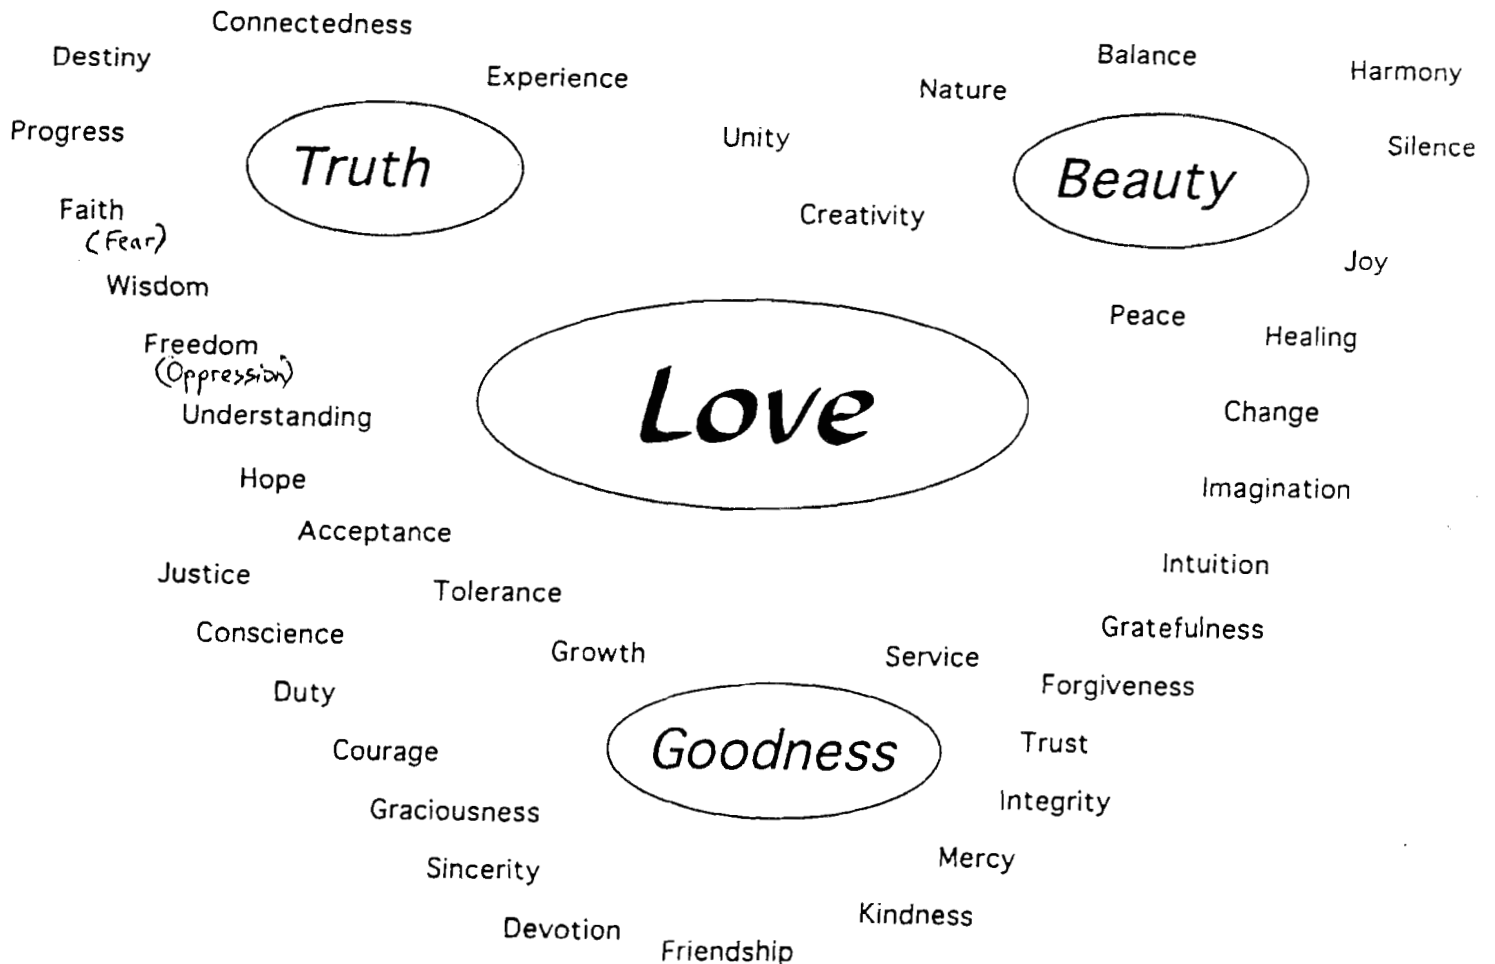 Connectedness
Destiny
Experience
Progress
Truth
Faith
(Fear)
Wisdom
Freedom
(Oppression)
Understanding
Hope
Acceptance
Justice
Tolerance
Conscience
Growth
Duty
Courage
Graciousness
Sincerity
Devotion
Friendship
Unity
Creativity
Love
Nature
Balance
Harmony
Silence
Beauty
Joy
Peace
Healing
Change
Imagination
Intuition
Gratefulness
Service
Forgiveness
Goodness
Trust
Integrity
Mercy
Kindness